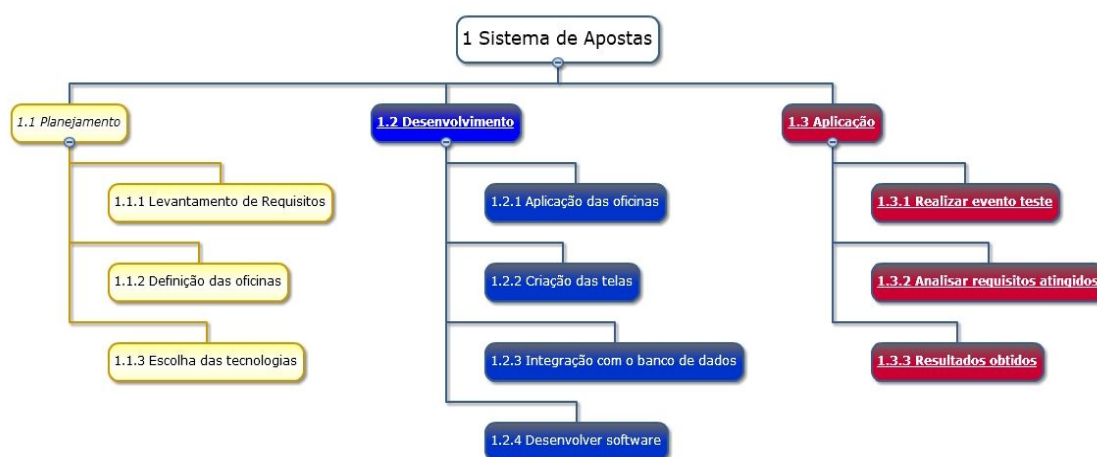 1 Sistema de Apostas
1.1 Planejamento
1.1.1 Levantamento de Requisitos
1.1.2 Definição das oficinas
1.1.3 Escolha das tecnologias
1.2 Desenvolvimento
1.2.1 Aplicação das oficinas
1.2.2 Criação das telas
1.2.3 Integração com o banco de dados
1.2.4 Desenvolver software
1.3 Aplicação
1.3.1 Realizar evento teste
1.3.2 Analisar requisitos atingidos
1.3.3 Resultados obtidos